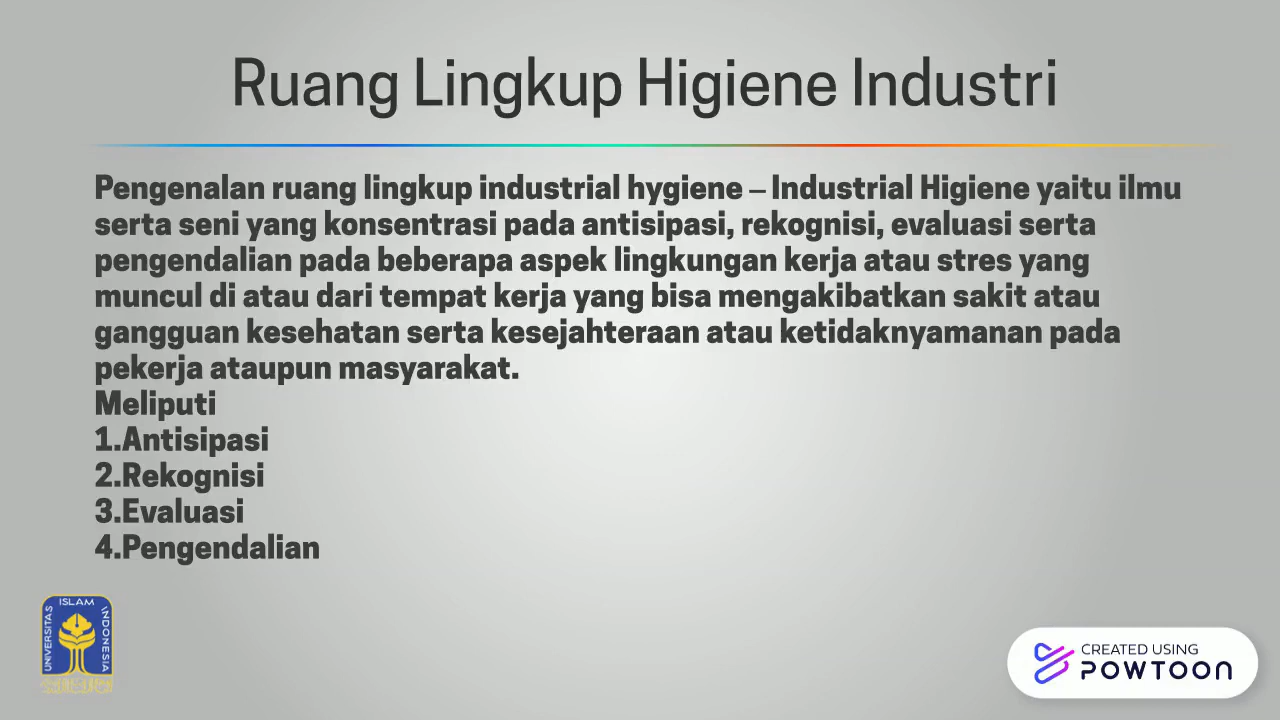 Ruang Lingkup Higiene Industri
Pengenalan ruang lingkup industrial hygiene – Industrial Higiene yaitu ilmu
serta seni yang konsentrasi pada antisipasi, rekognisi, evaluasi serta
pengendalian pada beberapa aspek lingkungan kerja atau stres yang
muncul di atau dari tempat kerja yang bisa mengakibatkan sakit atau
gangguan kesehatan serta kesejahteraan atau ketidaknyamanan pada
pekerja ataupun masyarakat.
Meliputi
1.Antisipasi
2.Rekognisi
3.Evaluasi
4.Pengendalian
UNIVERSITAS
ISLAM
INDONESIA
CREATED USING
POWTOON